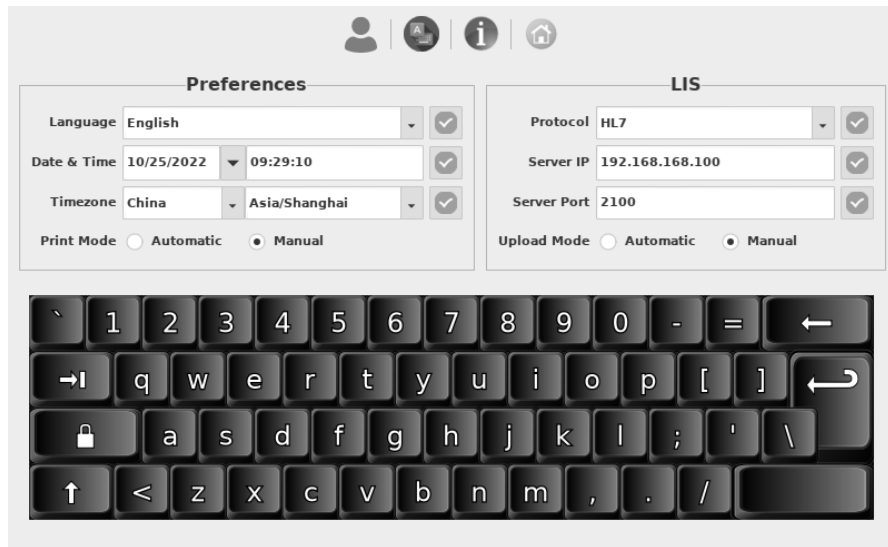 Preferences
Language English
Date & Time 10/25/2022 09:29:10
Timezone China Asia/Shanghai
Print Mode Automatic Manual
LIS
Protocol HL7
Server IP 192.168.168.100
Server Port 2100
Upload Mode Automatic Manual
` 1 2 3 4 5 6 7 8 9 0 - =
q w e r t y u i o p [ ]
a s d f g h j k l ; ' \
< z x c v b n m , . /